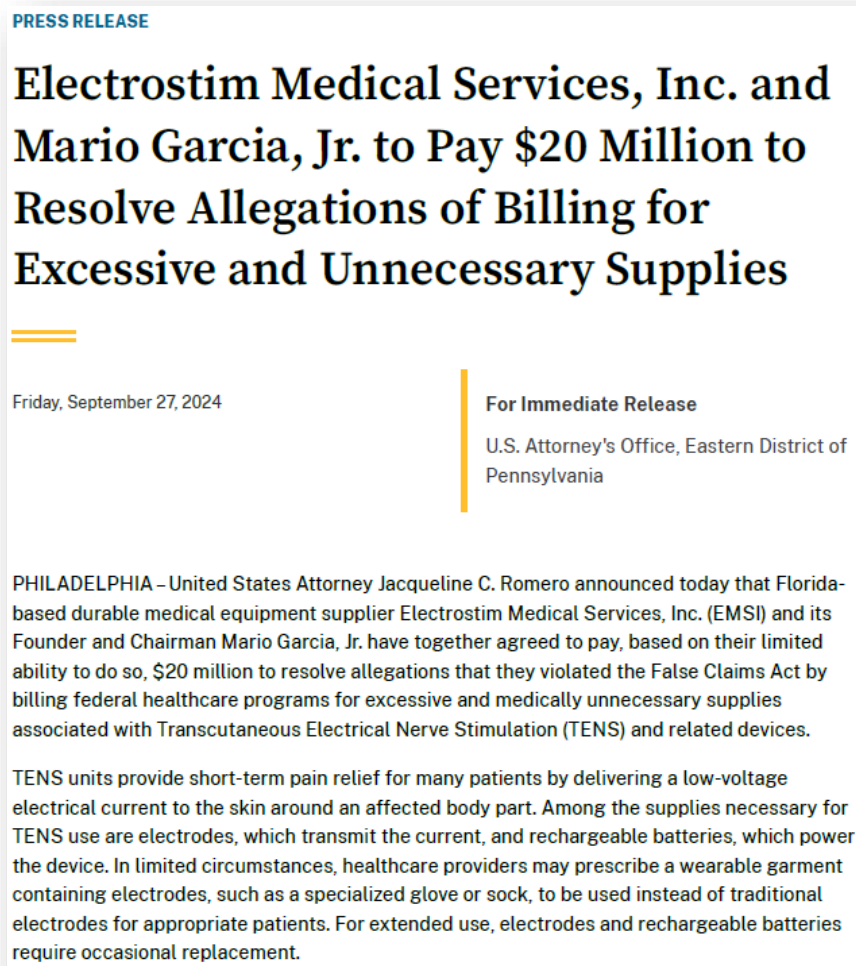 PRESS RELEASE
Electrostim Medical Services, Inc. and
Mario Garcia, Jr. to Pay $20 Million to
Resolve Allegations of Billing for
Excessive and Unnecessary Supplies
Friday, September 27, 2024
For Immediate Release
U.S. Attorney's Office, Eastern District of
Pennsylvania
PHILADELPHIA – United States Attorney Jacqueline C. Romero announced today that Florida-
based durable medical equipment supplier Electrostim Medical Services, Inc. (EMSI) and its
Founder and Chairman Mario Garcia, Jr. have together agreed to pay, based on their limited
ability to do so, $20 million to resolve allegations that they violated the False Claims Act by
billing federal healthcare programs for excessive and medically unnecessary supplies
associated with Transcutaneous Electrical Nerve Stimulation (TENS) and related devices.
TENS units provide short-term pain relief for many patients by delivering a low-voltage
electrical current to the skin around an affected body part. Among the supplies necessary for
TENS use are electrodes, which transmit the current, and rechargeable batteries, which power
the device. In limited circumstances, healthcare providers may prescribe a wearable garment
containing electrodes, such as a specialized glove or sock, to be used instead of traditional
electrodes for appropriate patients. For extended use, electrodes and rechargeable batteries
require occasional replacement.